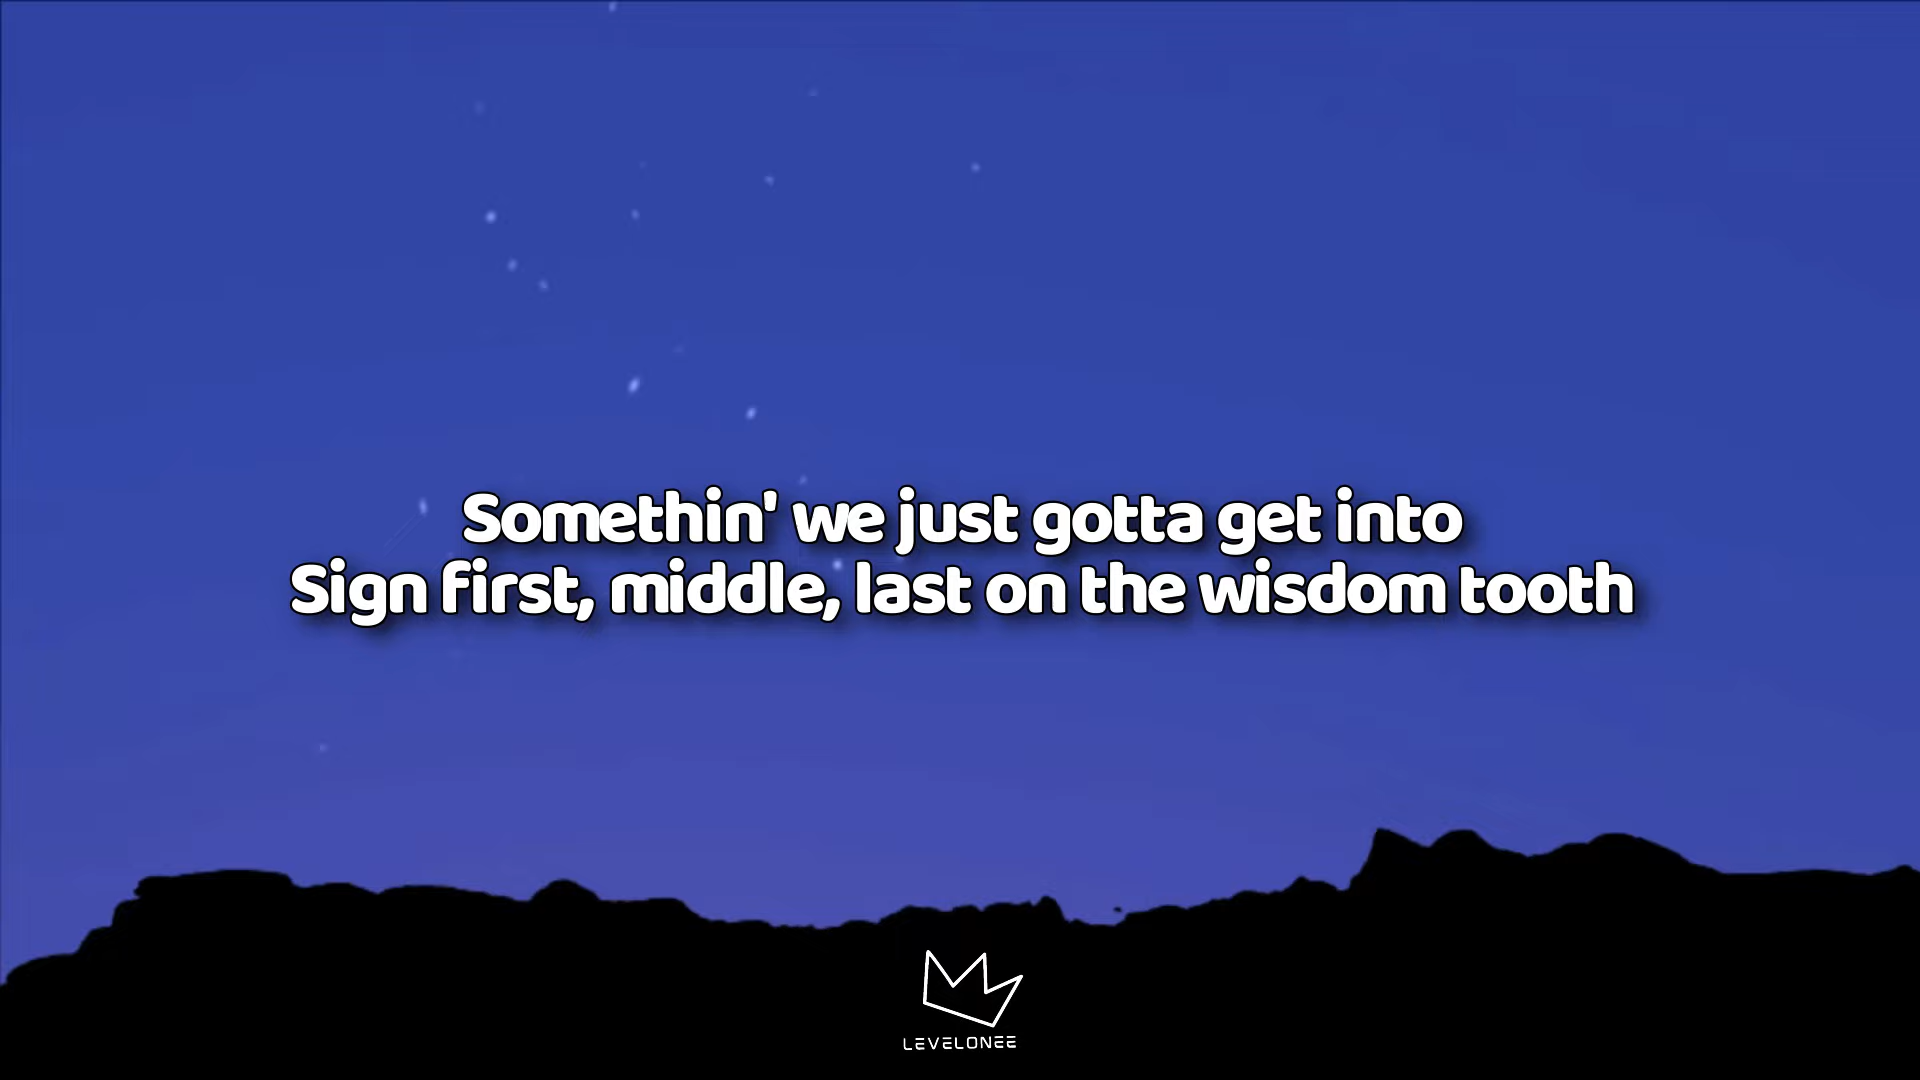 Somethin' we just gotta get into
Sign first, middle, last on the wisdom tooth
LEVELONEE